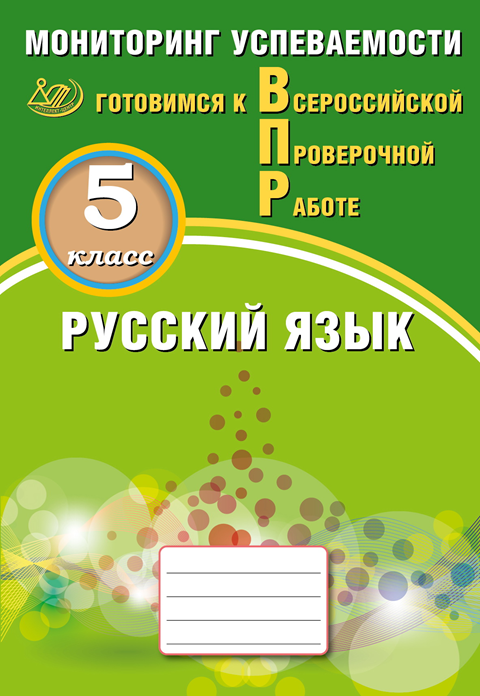 МОНИТОРИНГ УСПЕВАЕМОСТИ
ГОТОВИМСЯ К ВСЕРОССИЙСКОЙ
ПРОВЕРОЧНОЙ
РАБОТЕ
5
класс
РУССКИЙ ЯЗЫК